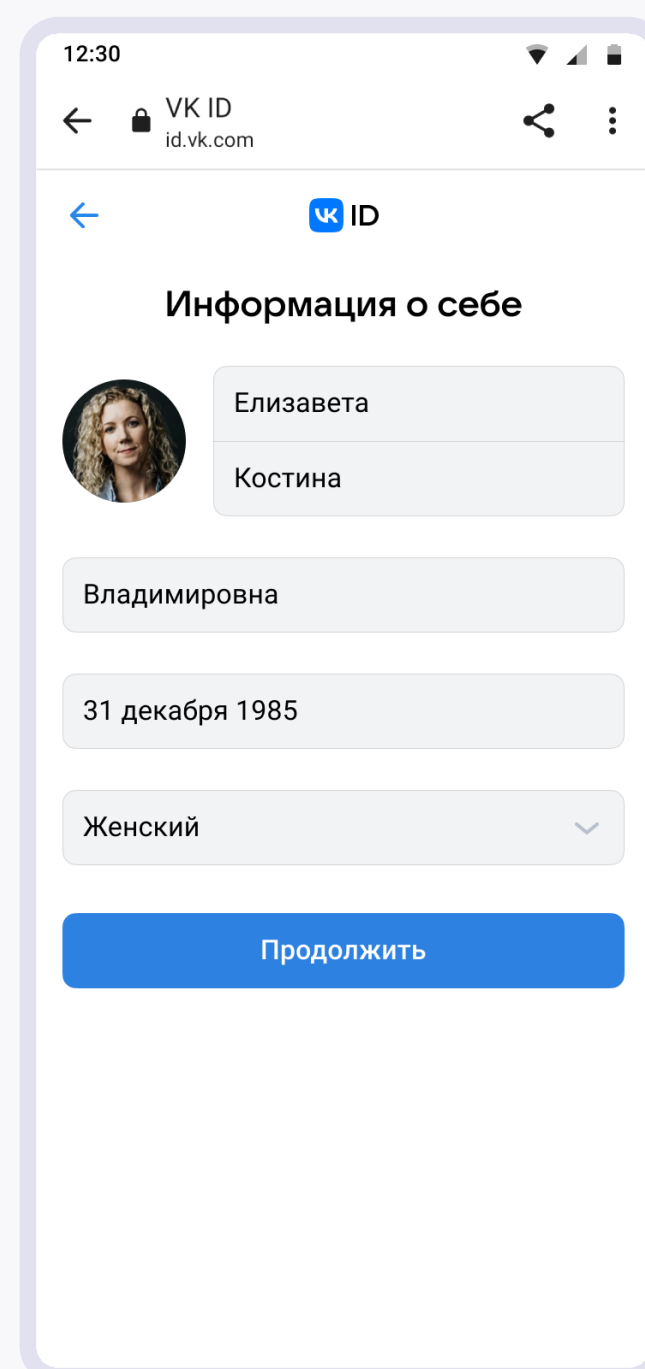 12:30
VK ID
id.vk.com
VK ID
Информация о себе
Елизавета
Костина
Владимировна
31 декабря 1985
Женский
Продолжить